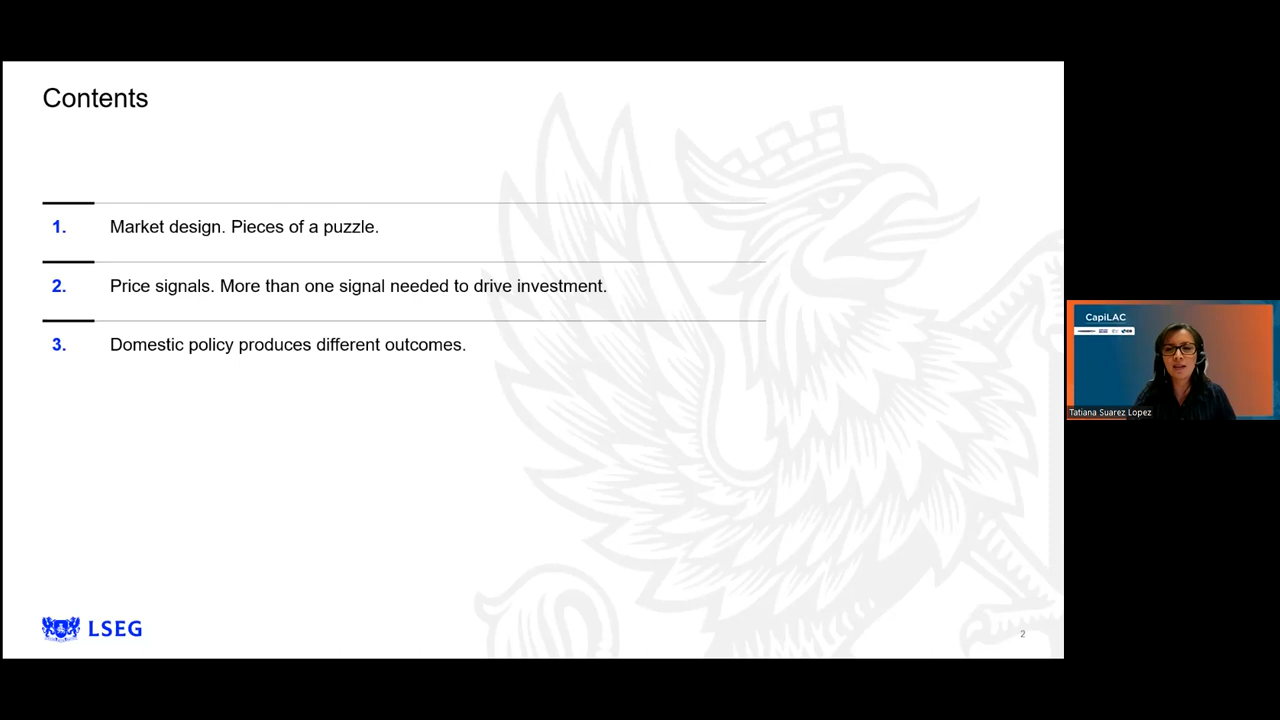 Contents
1. Market design. Pieces of a puzzle.
2. Price signals. More than one signal needed to drive investment.
3. Domestic policy produces different outcomes.
LSEG
2
CapiLAC
Tatiana Suarez Lopez